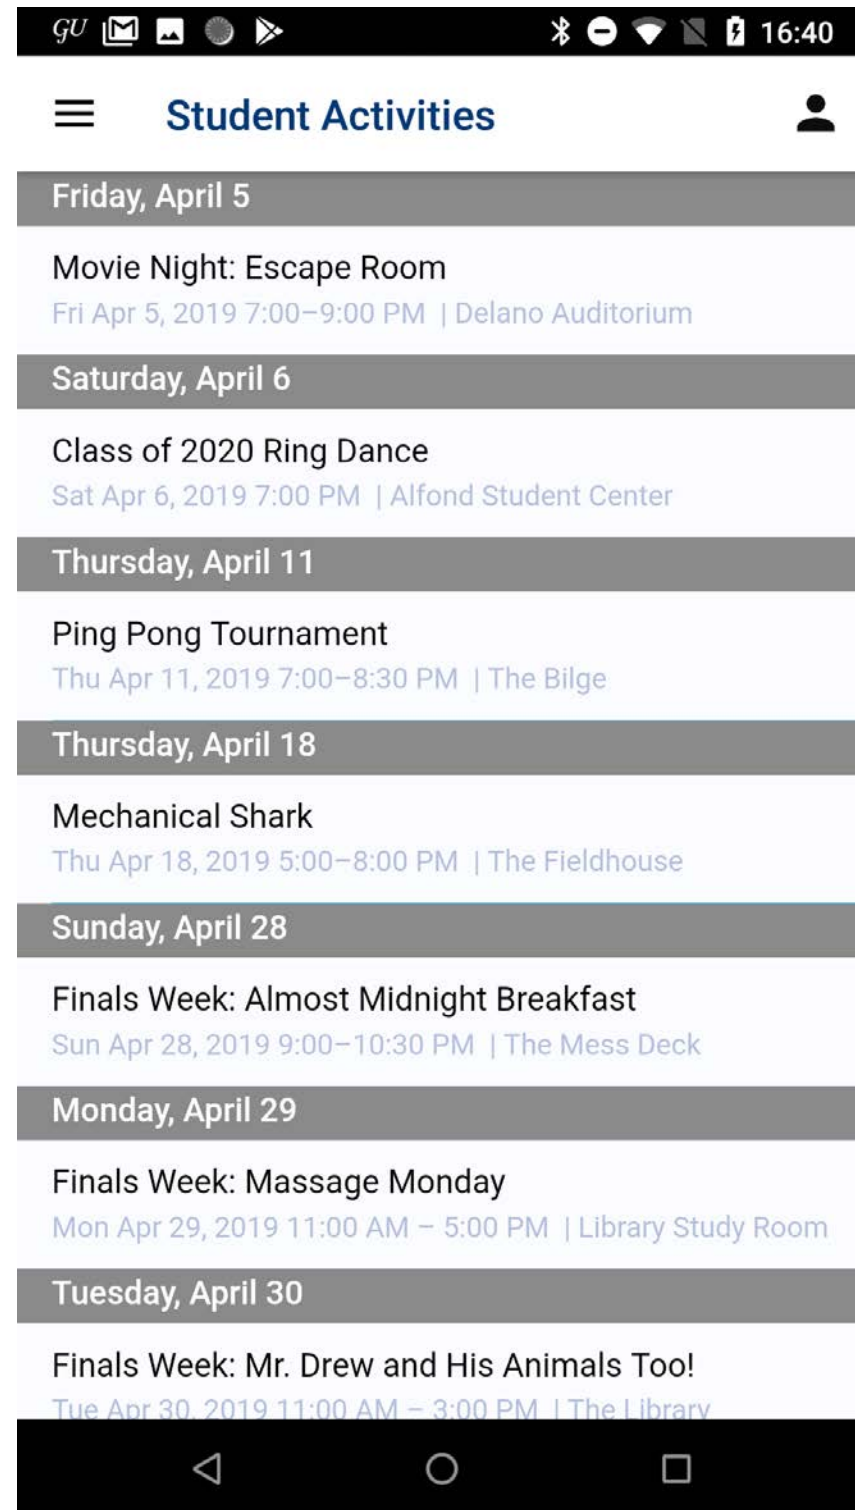 GU 16:40
Student Activities
Friday, April 5
Movie Night: Escape Room
Fri Apr 5, 2019 7:00–9:00 PM | Delano Auditorium
Saturday, April 6
Class of 2020 Ring Dance
Sat Apr 6, 2019 7:00 PM | Alfond Student Center
Thursday, April 11
Ping Pong Tournament
Thu Apr 11, 2019 7:00–8:30 PM | The Bilge
Thursday, April 18
Mechanical Shark
Thu Apr 18, 2019 5:00–8:00 PM | The Fieldhouse
Sunday, April 28
Finals Week: Almost Midnight Breakfast
Sun Apr 28, 2019 9:00–10:30 PM | The Mess Deck
Monday, April 29
Finals Week: Massage Monday
Mon Apr 29, 2019 11:00 AM – 5:00 PM | Library Study Room
Tuesday, April 30
Finals Week: Mr. Drew and His Animals Too!
Tue Apr 30, 2019 11:00 AM – 3:00 PM | The Library